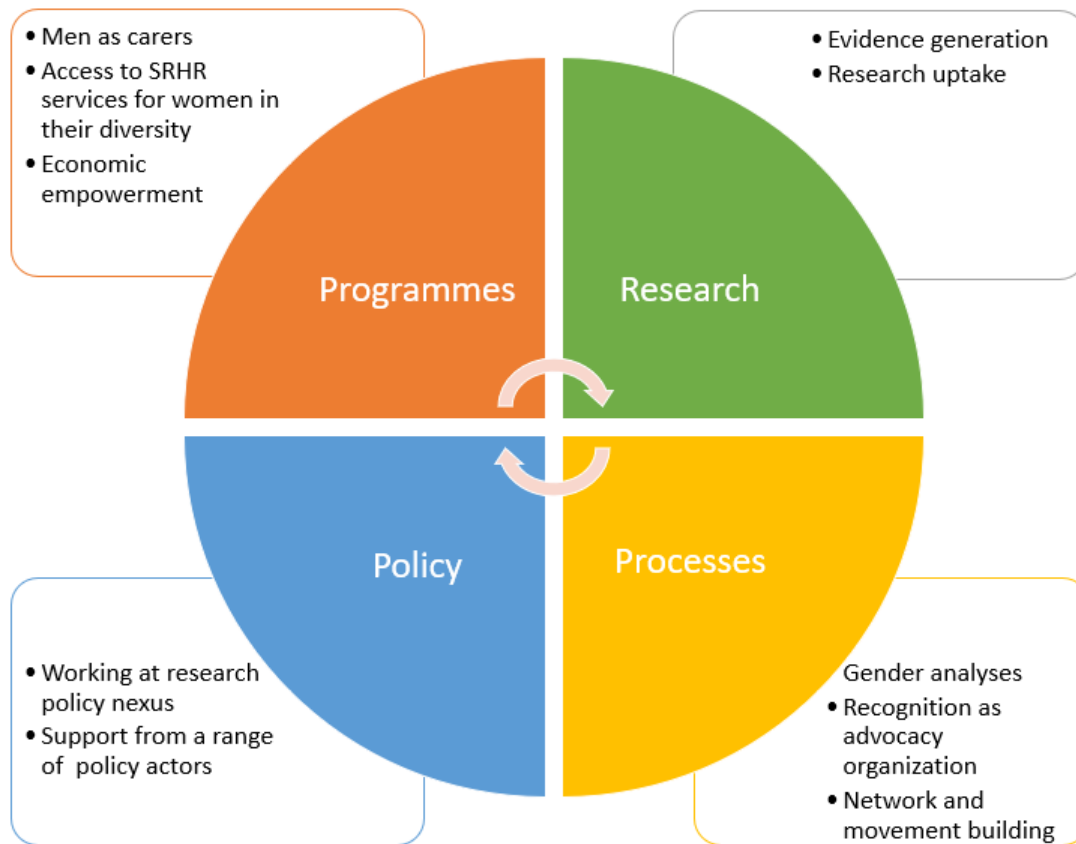 • Men as carers
• Access to SRHR
services for women in
their diversity
• Economic
empowerment
• Evidence generation
• Research uptake
Programmes
Research
Policy
Processes
• Working at research
policy nexus
• Support from a range
of policy actors
Gender analyses
• Recognition as
advocacy
organization
• Network and
movement building